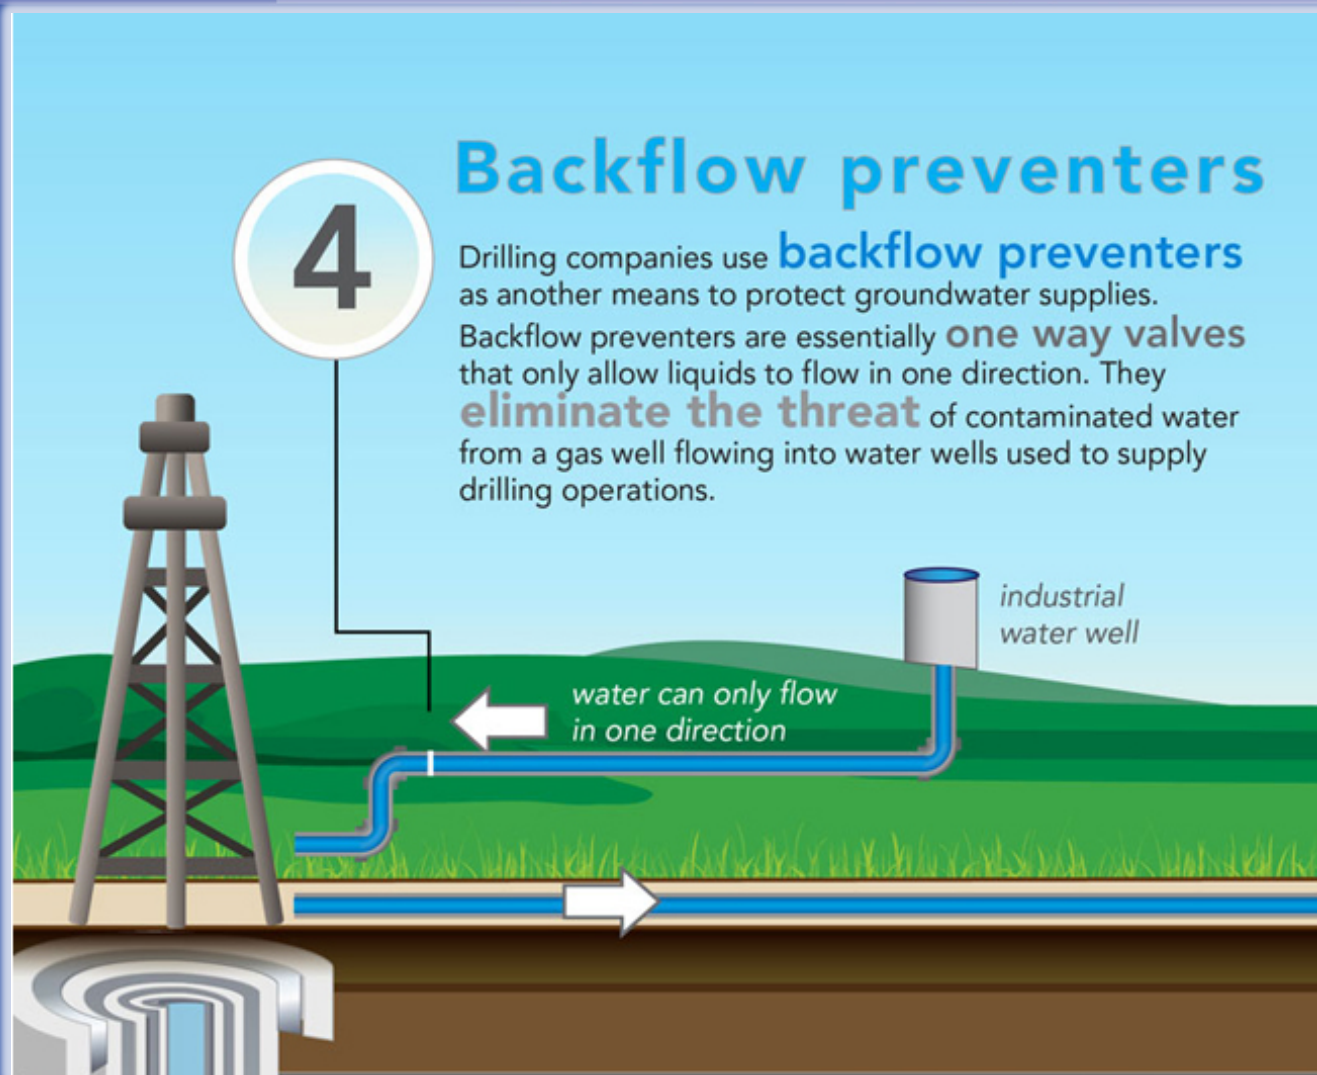 Backflow preventers
4
Drilling companies use backflow preventers
as another means to protect groundwater supplies.
Backflow preventers are essentially one way valves
that only allow liquids to flow in one direction. They
eliminate the threat of contaminated water
from a gas well flowing into water wells used to supply
drilling operations.
industrial
water well
water can only flow
in one direction